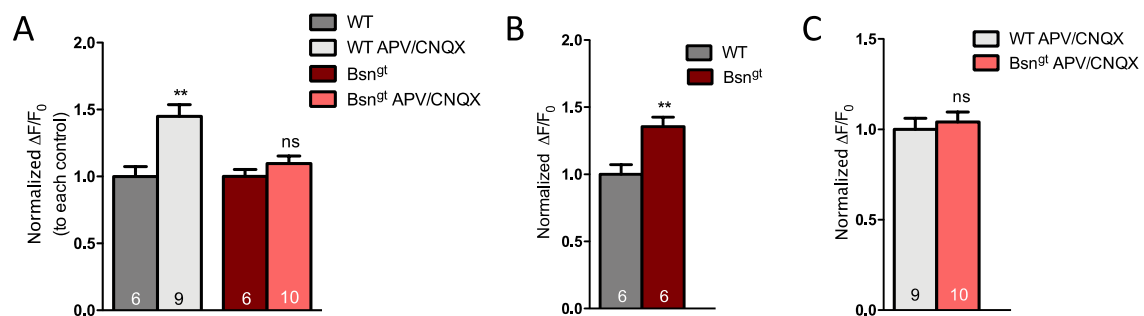 A
WT
WT APV/CNQX
Bsnᵍᵗ
Bsnᵍᵗ APV/CNQX
Normalized ΔF/F₀
(to each control)
2.0
1.5
1.0
0.5
0.0
**
ns
6
9
6
10
B
WT
Bsnᵍᵗ
Normalized ΔF/F₀
2.0
1.5
1.0
0.5
0.0
**
6
6
C
WT APV/CNQX
Bsnᵍᵗ APV/CNQX
Normalized ΔF/F₀
1.5
1.0
0.5
0.0
ns
9
10